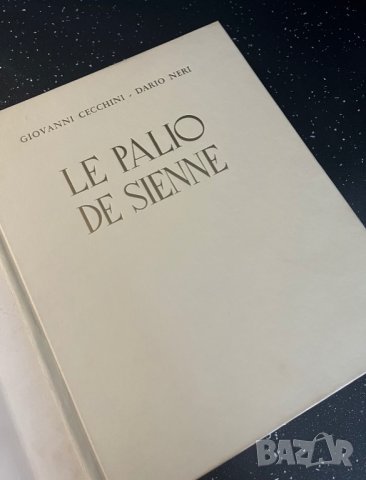 GIOVANNI CECCHINI - DARIO NERI
LE PALIO
DE SIENNE
BAZAR